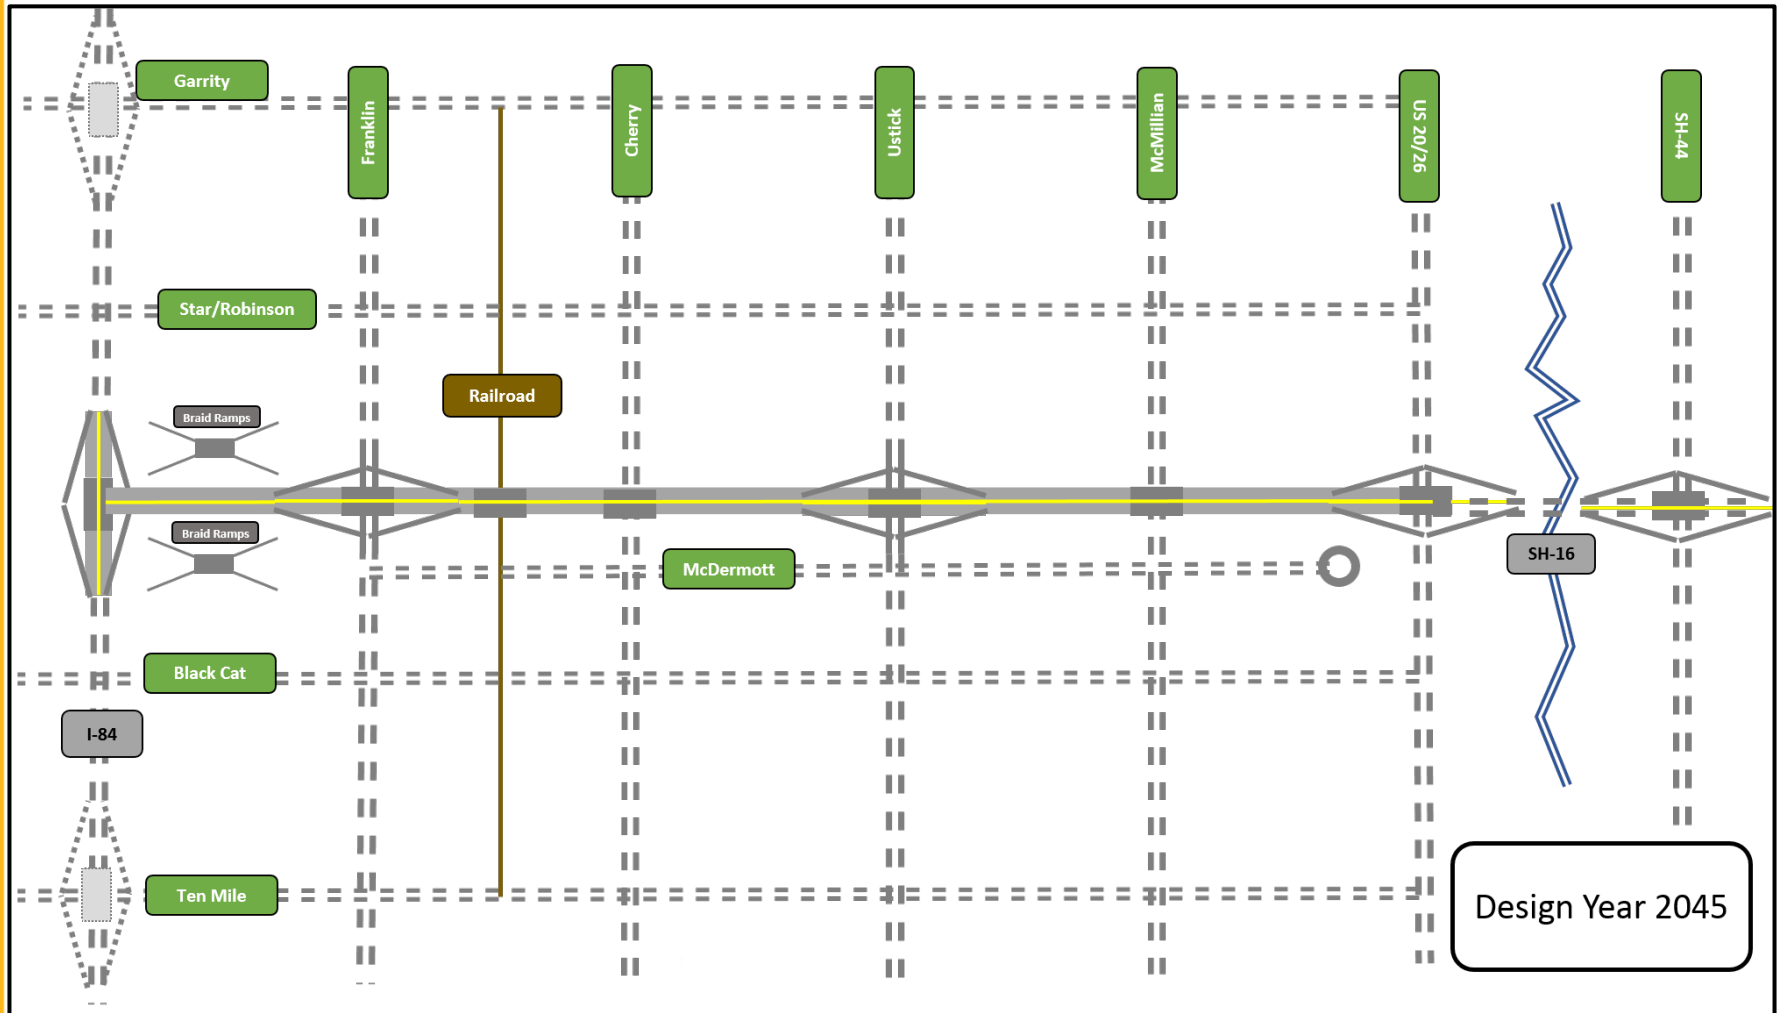 Garrity
Franklin
Cherry
Ustick
McMillian
US 20/26
SH-44
Star/Robinson
Railroad
Braid Ramps
Braid Ramps
McDermott
SH-16
Black Cat
I-84
Ten Mile
Design Year 2045